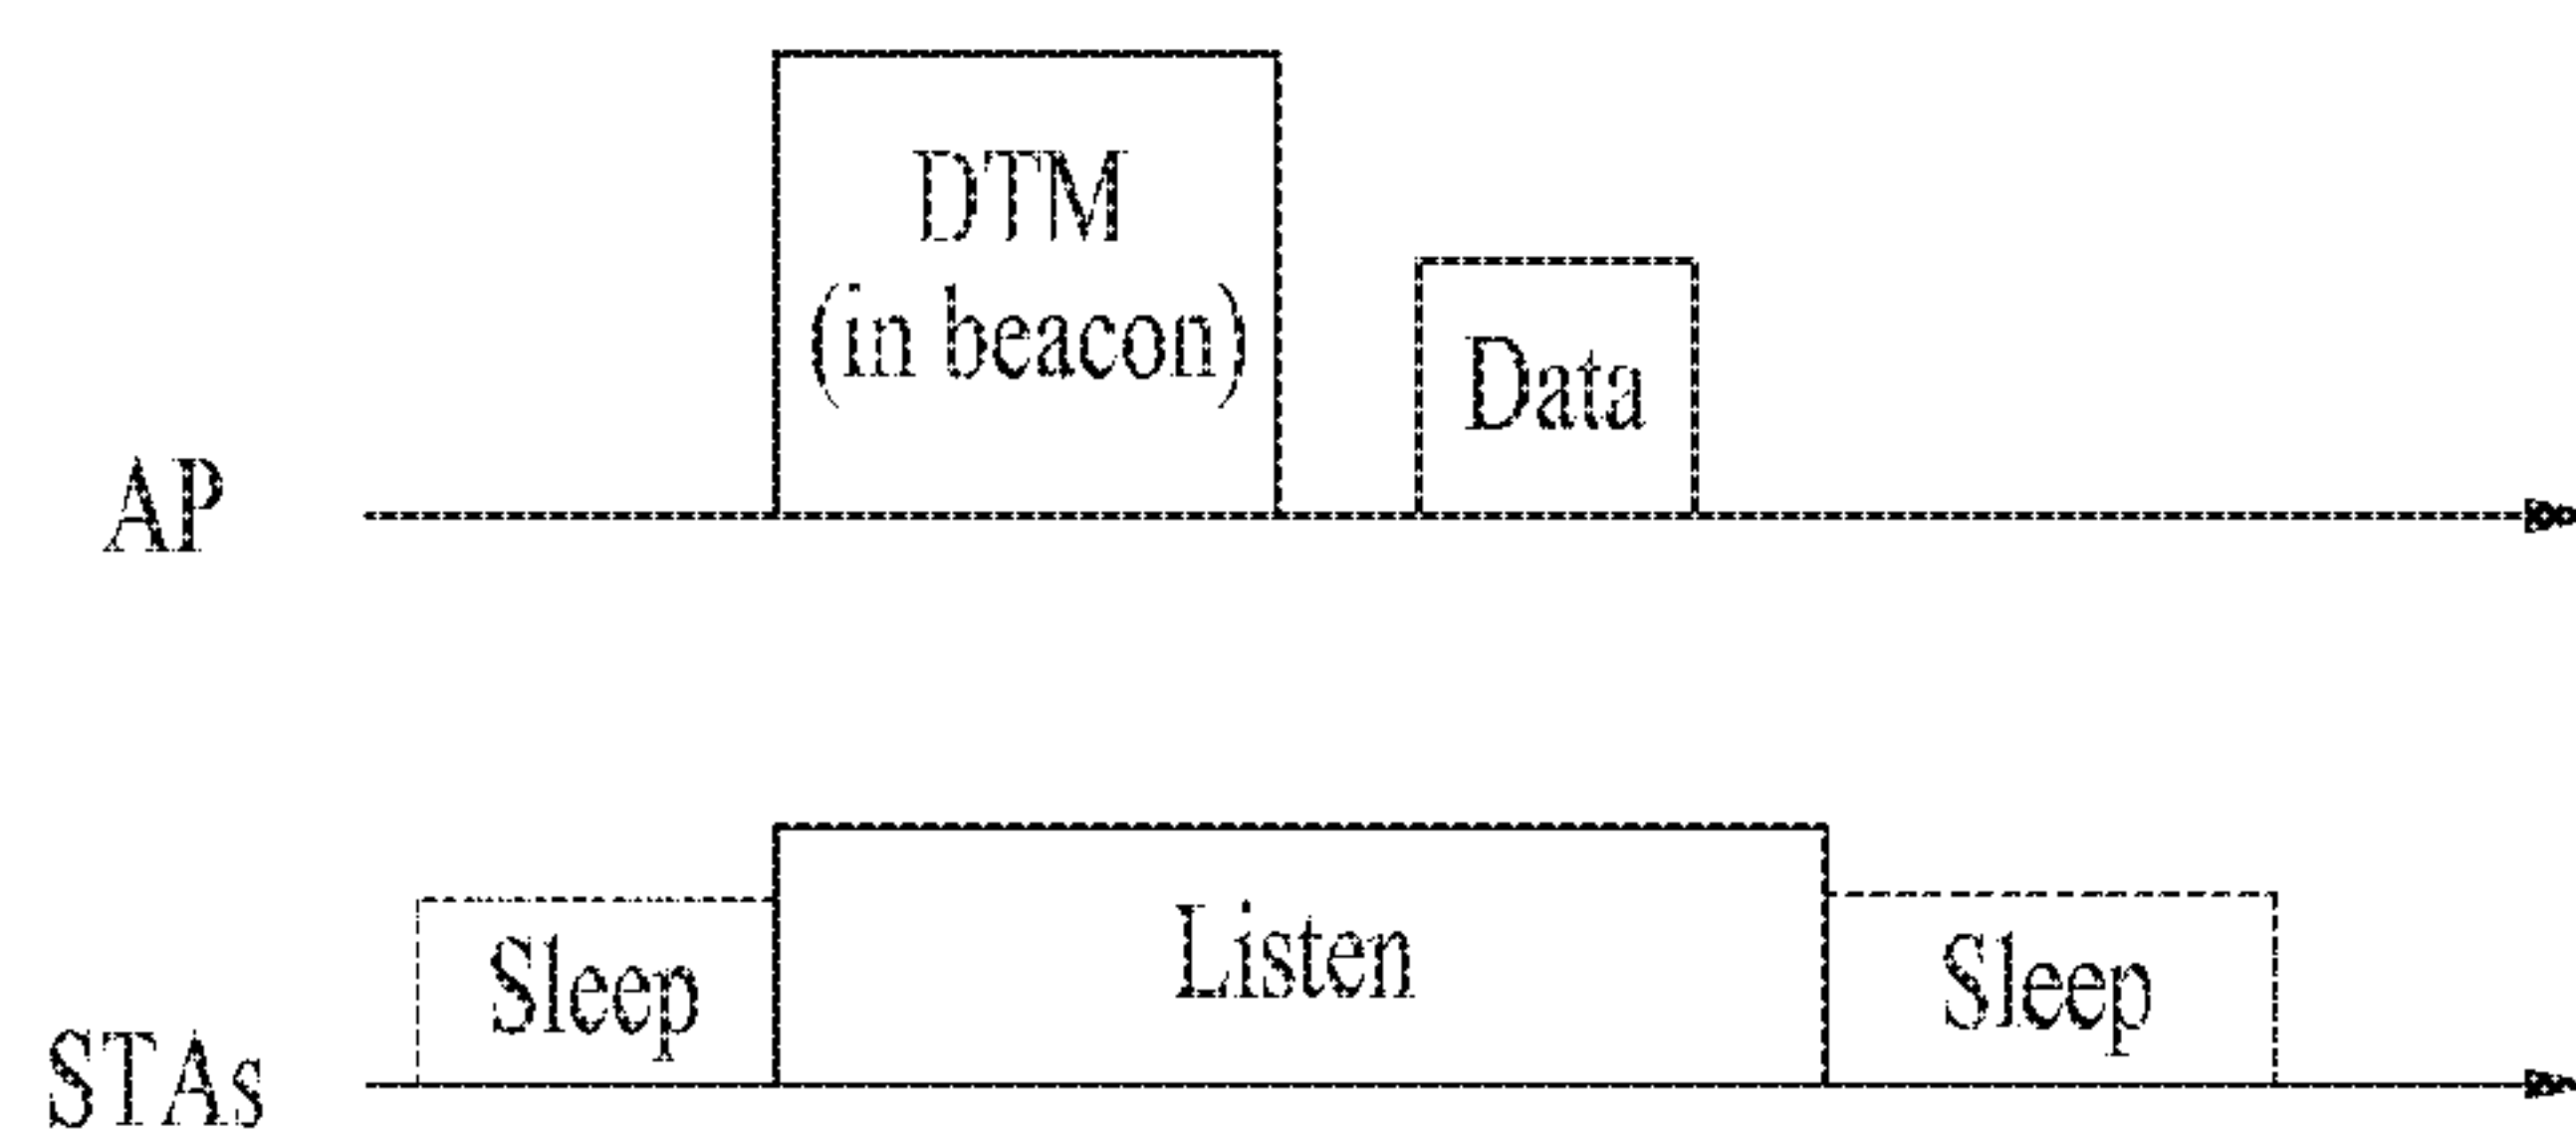 DTM
(in beacon)
Data
AP
Listen
Sleep
Sleep
STAs